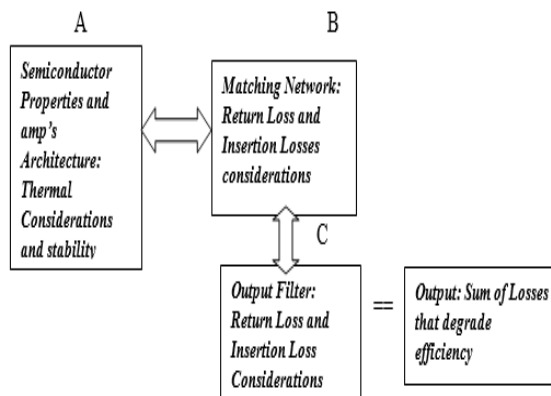 A
B
Semiconductor
Properties and
amp's
Architecture:
Thermal
Considerations
and stability
Matching Network:
Return Loss and
Insertion Losses
considerations
C
Output Filter:
Return Loss and
Insertion Loss
Considerations
==
Output: Sum of Losses
that degrade
efficiency